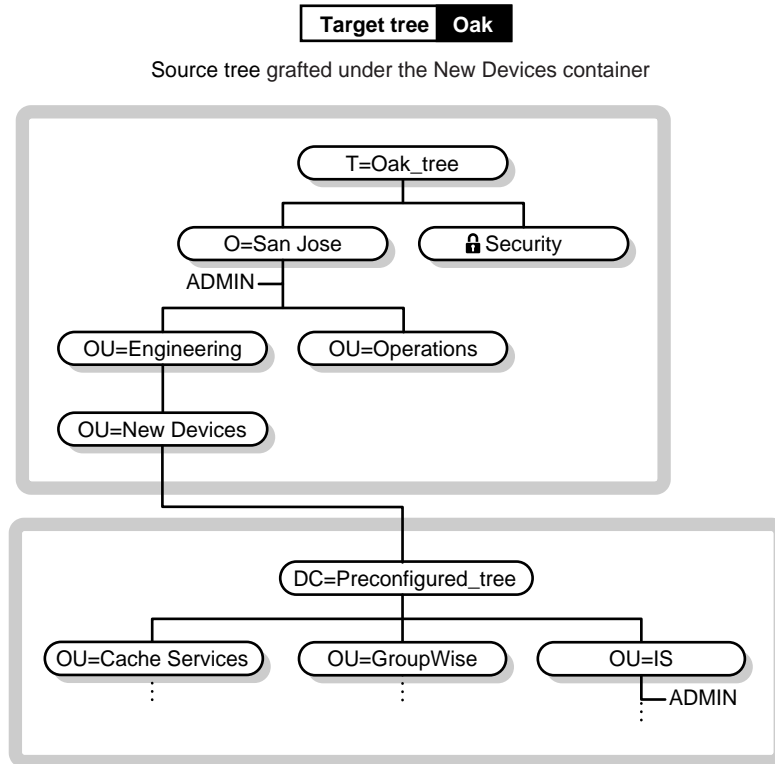 Target tree Oak
Source tree grafted under the New Devices container
T=Oak_tree
O=San Jose
Security
ADMIN
OU=Engineering
OU=Operations
OU=New Devices
DC=Preconfigured_tree
OU=Cache Services
OU=GroupWise
OU=IS
ADMIN